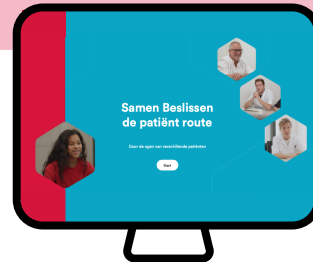 Samen Beslissen
de patiënt route
Door de ogen van verschillende patiënten
Start